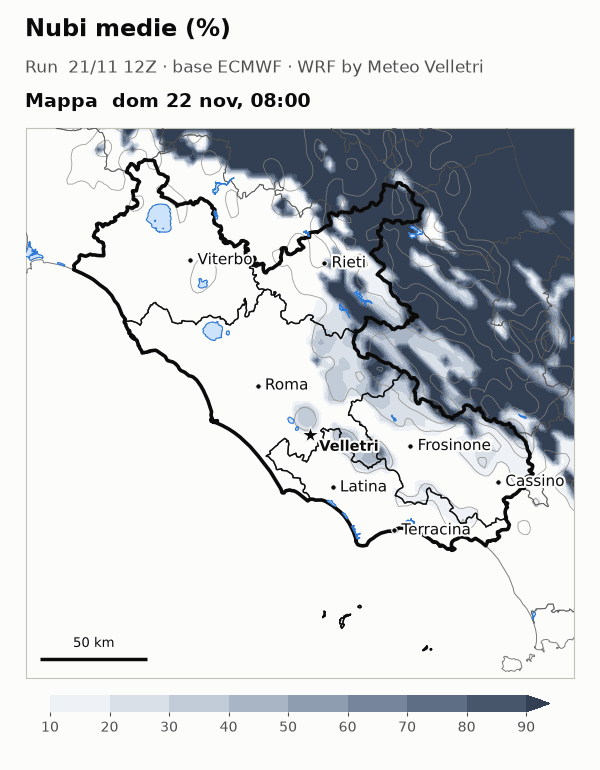 Nubi medie (%)
Run  21/11 12Z · base ECMWF · WRF by Meteo Velletri
Mappa  dom 22 nov, 08:00
Viterbo
Rieti
Roma
Velletri
Frosinone
Cassino
Latina
Terracina
50 km
10 20 30 40 50 60 70 80 90